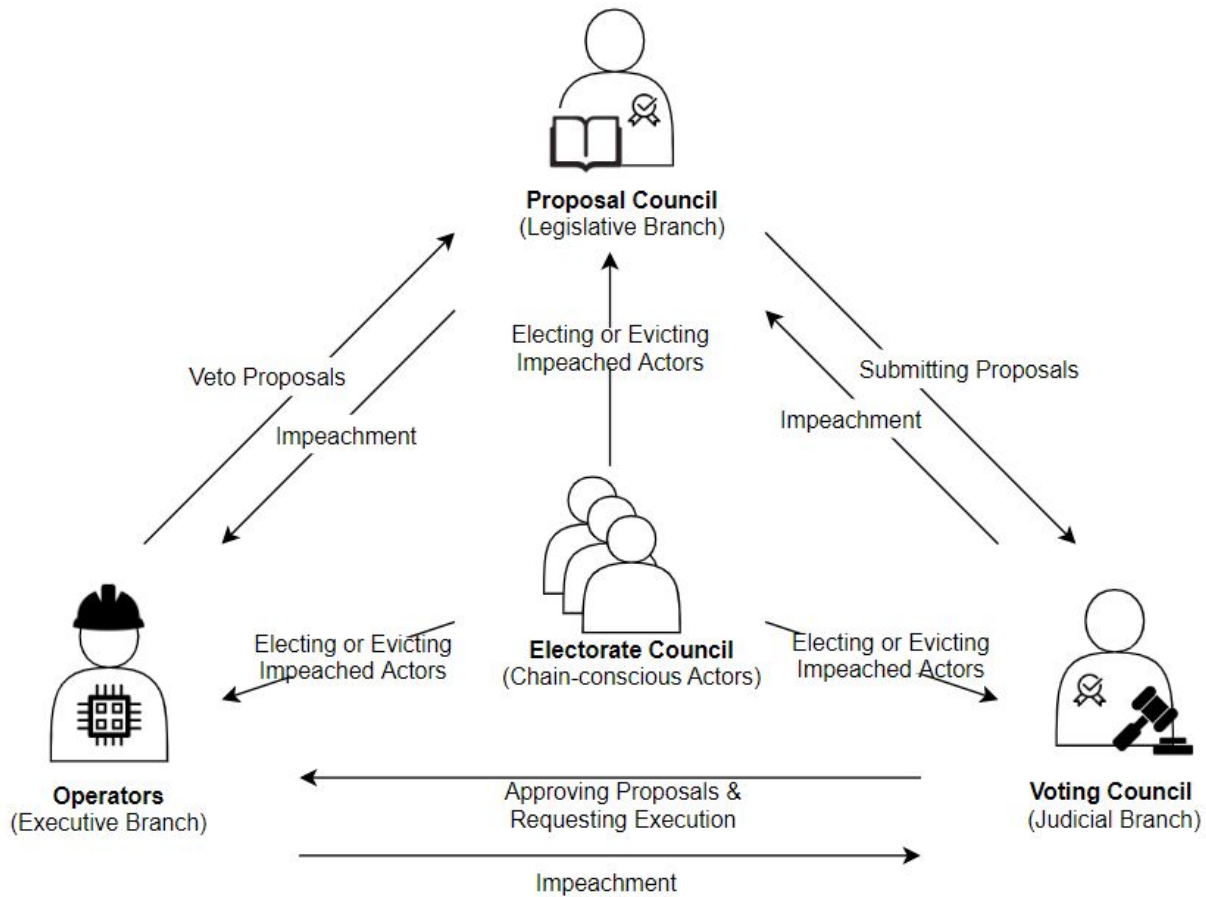 Proposal Council
(Legislative Branch)
Electing or Evicting
Impeached Actors
Veto Proposals
Submitting Proposals
Impeachment
Impeachment
Electing or Evicting
Impeached Actors
Electorate Council
(Chain-conscious Actors)
Electing or Evicting
Impeached Actors
Operators
(Executive Branch)
Approving Proposals &
Requesting Execution
Voting Council
(Judicial Branch)
Impeachment